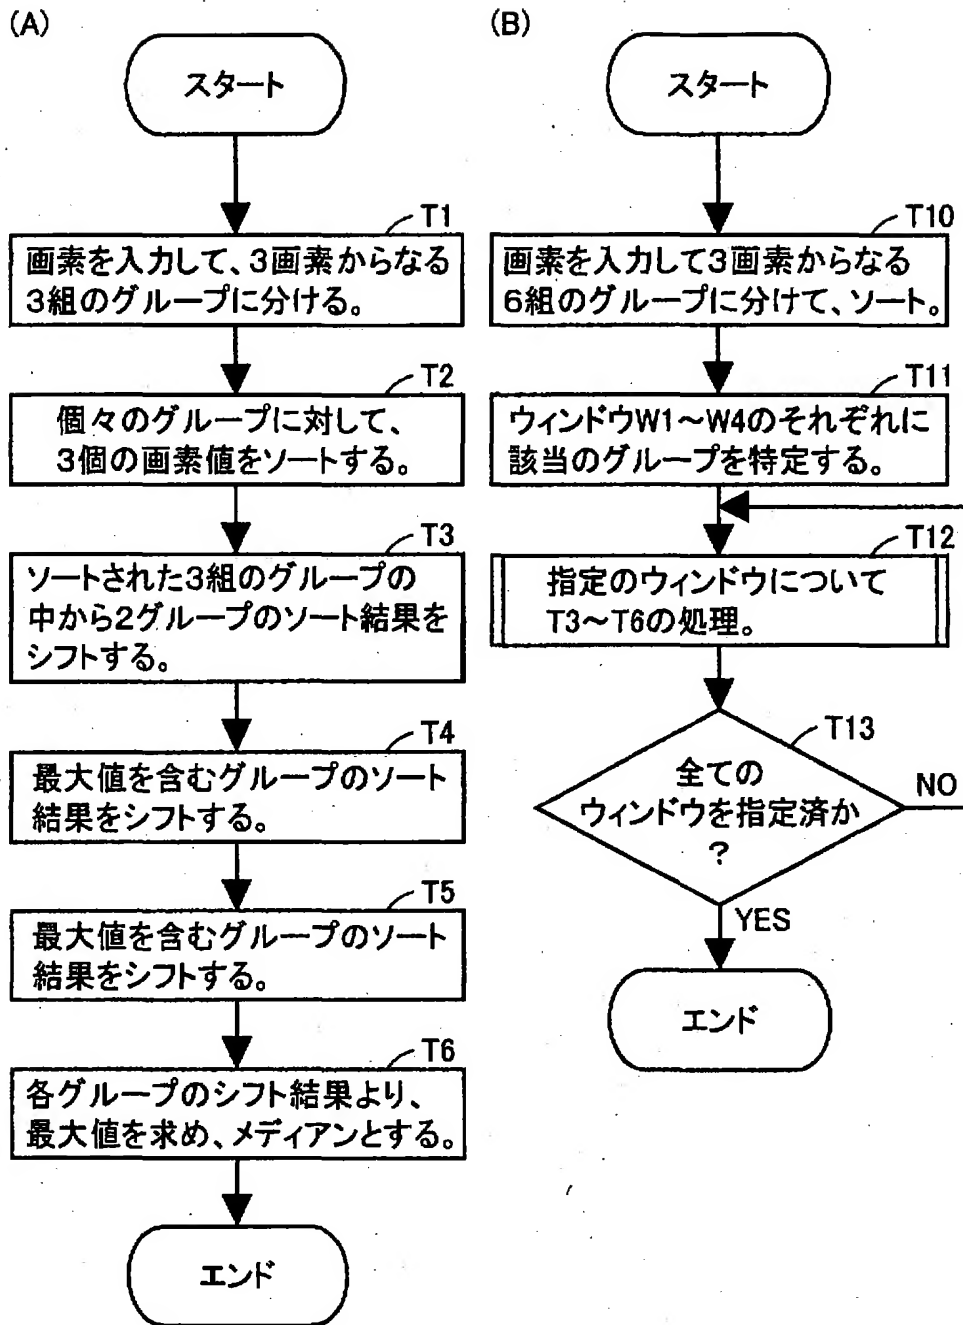 (A)
スタート
T1
画素を入力して、3画素からなる
3組のグループに分ける。
T2
個々のグループに対して、
3個の画素値をソートする。
T3
ソートされた3組のグループの
中から2グループのソート結果を
シフトする。
T4
最大値を含むグループのソート
結果をシフトする。
T5
最大値を含むグループのソート
結果をシフトする。
T6
各グループのシフト結果より、
最大値を求め、メディアンとする。
エンド
(B)
スタート
T10
画素を入力して3画素からなる
6組のグループに分けて、ソート。
T11
ウィンドウW1～W4のそれぞれに
該当のグループを特定する。
T12
指定のウィンドウについて
T3～T6の処理。
T13
全ての
ウィンドウを指定済か
?
NO
YES
エンド